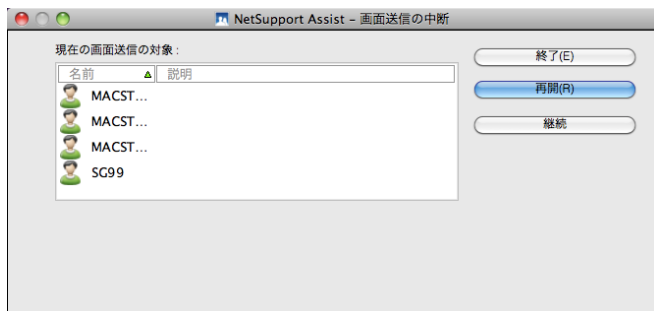 NetSupport Assist – 画面送信の中断
現在の画面送信の対象 :
名前 説明
MACST...
MACST...
MACST...
SG99
終了(E)
再開(R)
継続